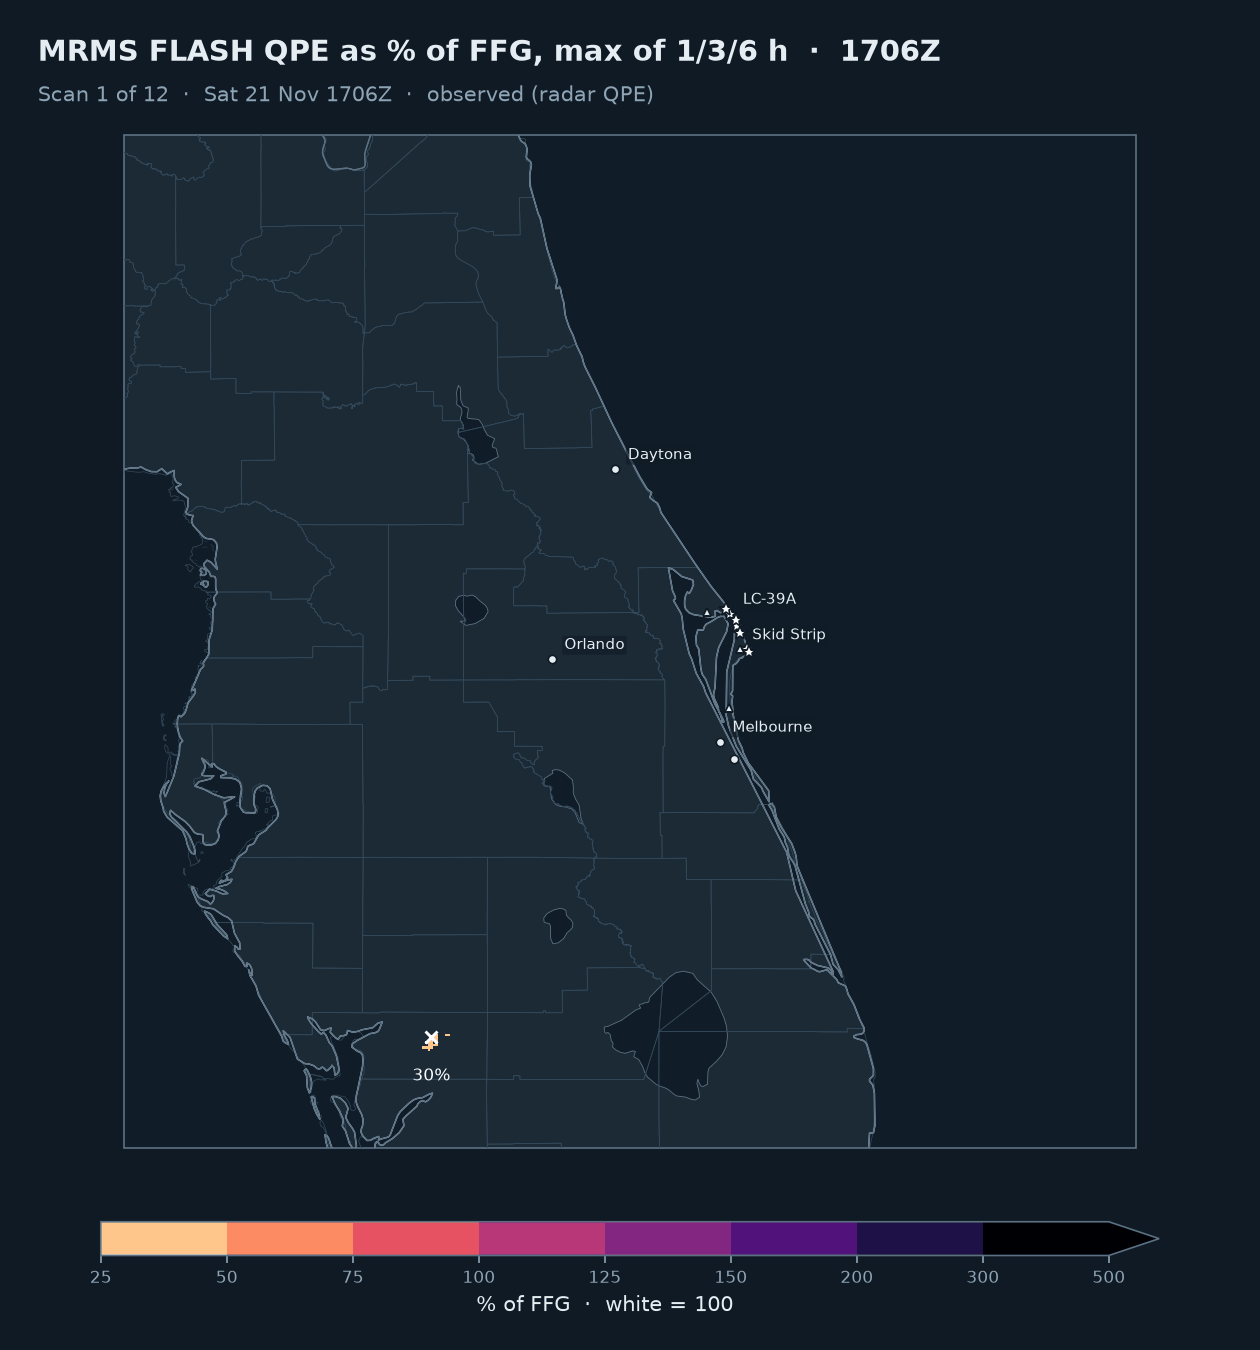 MRMS FLASH QPE as % of FFG, max of 1/3/6 h · 1706Z
Scan 1 of 12 · Sat 21 Nov 1706Z · observed (radar QPE)
Daytona
LC-39A
Skid Strip
Orlando
Melbourne
30%
25 50 75 100 125 150 200 300 500
% of FFG · white = 100